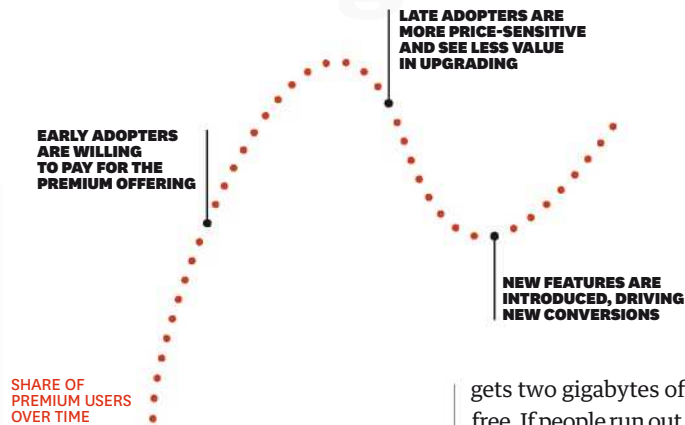 LATE ADOPTERS ARE
MORE PRICE-SENSITIVE
AND SEE LESS VALUE
IN UPGRADING
EARLY ADOPTERS
ARE WILLING
TO PAY FOR THE
PREMIUM OFFERING
NEW FEATURES ARE
INTRODUCED, DRIVING
NEW CONVERSIONS
SHARE OF
PREMIUM USERS
OVER TIME
gets two gigabytes of
free. If people run out